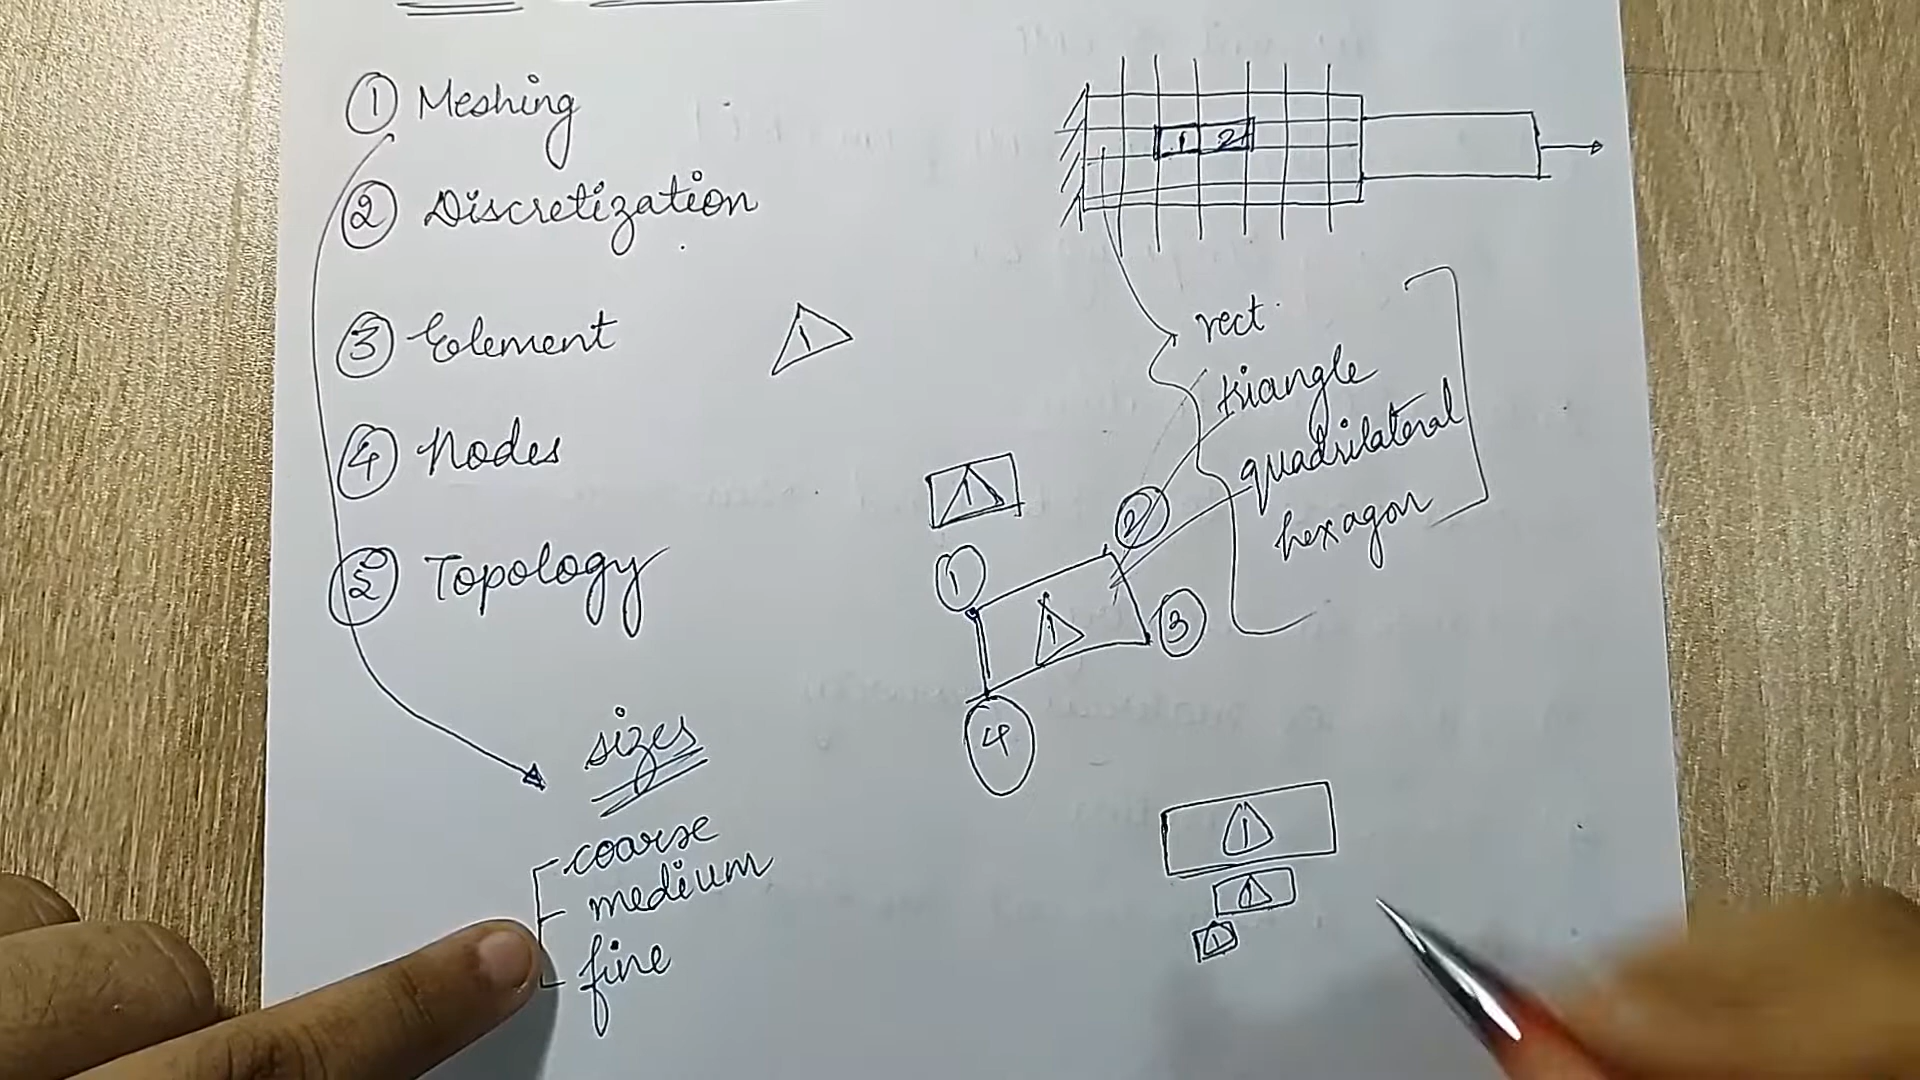 ① Meshing
② Discretization
③ Element
1
④ Nodes
⑤ Topology
sizes
coarse
medium
fine
1 2
rect.
triangle
quadrilateral
hexagon
1
①
②
1
③
④
1
1
1